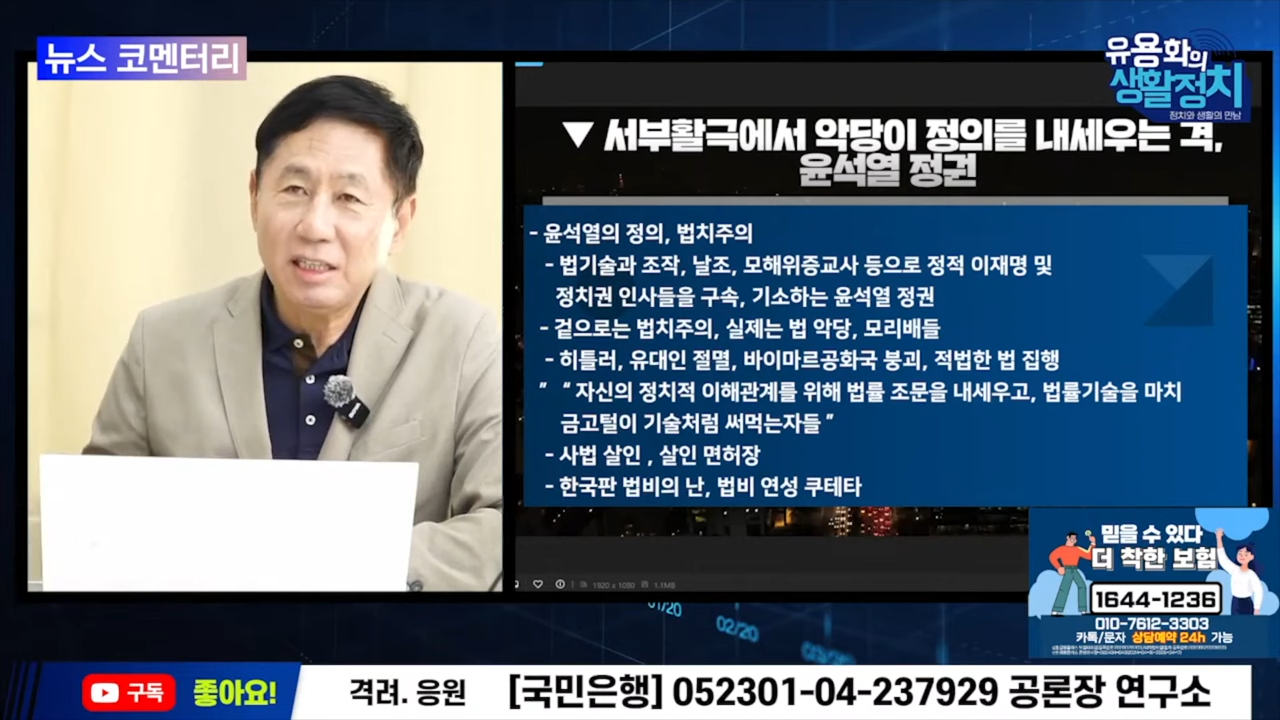 뉴스 코멘터리
유용화의
생활정치
정치와 생활의 만남
▼ 서부활극에서 악당이 정의를 내세우는 격,
윤석열 정권
- 윤석열의 정의, 법치주의
- 법기술과 조작, 날조, 모해위증교사 등으로 정적 이재명 및
정치권 인사들을 구속, 기소하는 윤석열 정권
- 겉으로는 법치주의, 실제는 법 악당, 모리배들
- 히틀러, 유대인 절멸, 바이마르공화국 붕괴, 적법한 법 집행
" “ 자신의 정치적 이해관계를 위해 법률 조문을 내세우고, 법률기술을 마치
금고털이 기술처럼 써먹는자들 ”
- 사법 살인 , 살인 면허장
- 한국판 법비의 난, 법비 연성 쿠테타
1920 x 1080 1.1MB
믿을 수 있다
더 착한 보험
1644-1236
010-7612-3303
카톡/문자 상담예약 24h 가능
01/20
02/20
구독 좋아요!
격려. 응원 [국민은행] 052301-04-237929 공론장 연구소